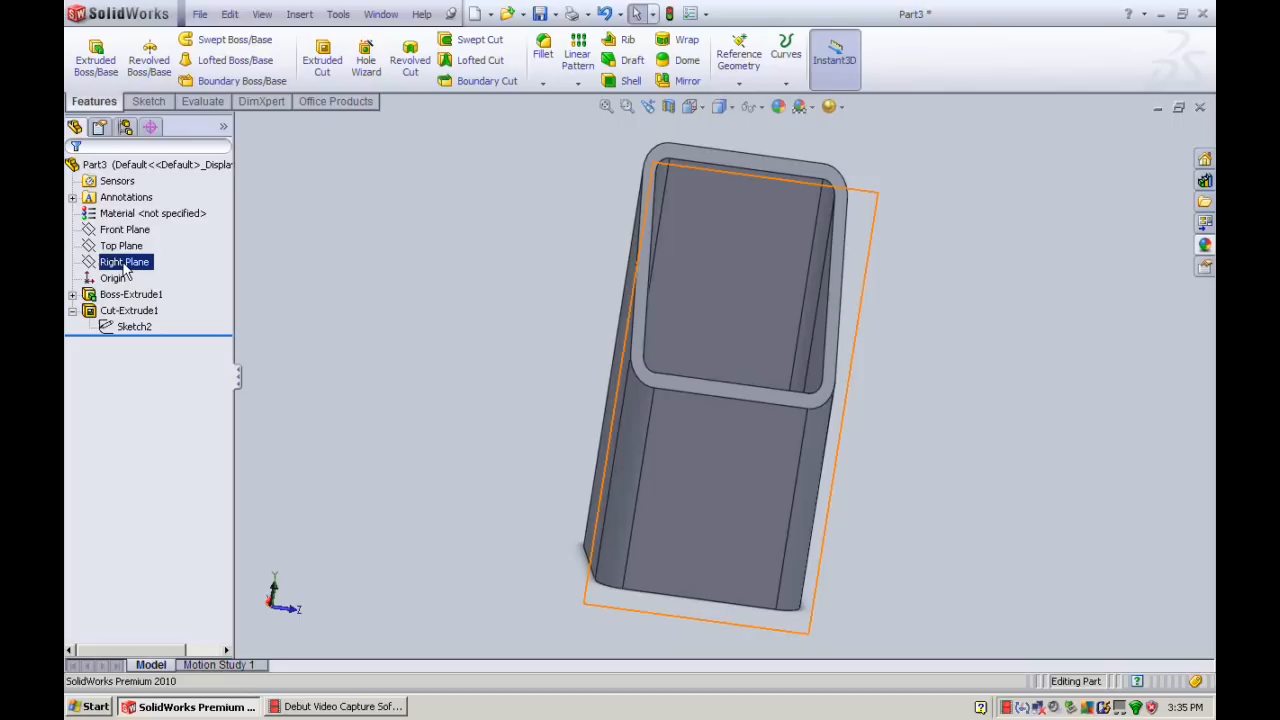 SolidWorks File Edit View Insert Tools Window Help Part3 *
Extruded Boss/Base
Revolved Boss/Base
Swept Boss/Base
Lofted Boss/Base
Boundary Boss/Base
Extruded Cut
Hole Wizard
Revolved Cut
Swept Cut
Lofted Cut
Boundary Cut
Fillet
Linear Pattern
Rib
Draft
Shell
Wrap
Dome
Mirror
Reference Geometry
Curves
Instant3D
Features Sketch Evaluate DimXpert Office Products
Part3 (Default<<Default>_Displa
Sensors
Annotations
Material <not specified>
Front Plane
Top Plane
Right Plane
Origin
Boss-Extrude1
Cut-Extrude1
Sketch2
Y
Z
Model Motion Study 1
SolidWorks Premium 2010 Editing Part
Start SolidWorks Premium ... Debut Video Capture Sof... 3:35 PM